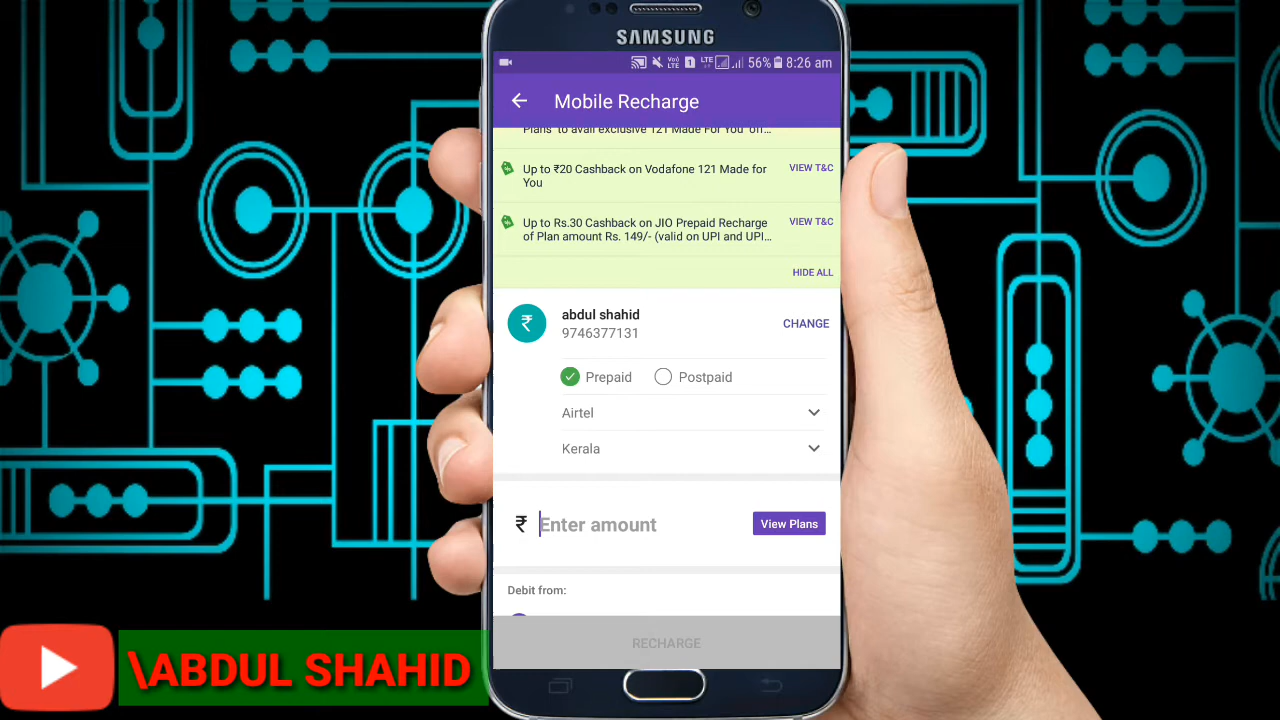 SAMSUNG
VoLTE 1 LTE 56% 8:26 am
Mobile Recharge
Plans' to avail exclusive '121 Made For You' off...
Up to ₹20 Cashback on Vodafone 121 Made for
You
VIEW T&C
Up to Rs.30 Cashback on JIO Prepaid Recharge
of Plan amount Rs. 149/- (valid on UPI and UPI...
VIEW T&C
HIDE ALL
₹
abdul shahid
9746377131
CHANGE
Prepaid Postpaid
Airtel
Kerala
₹ Enter amount
View Plans
Debit from:
RECHARGE
\ABDUL SHAHID